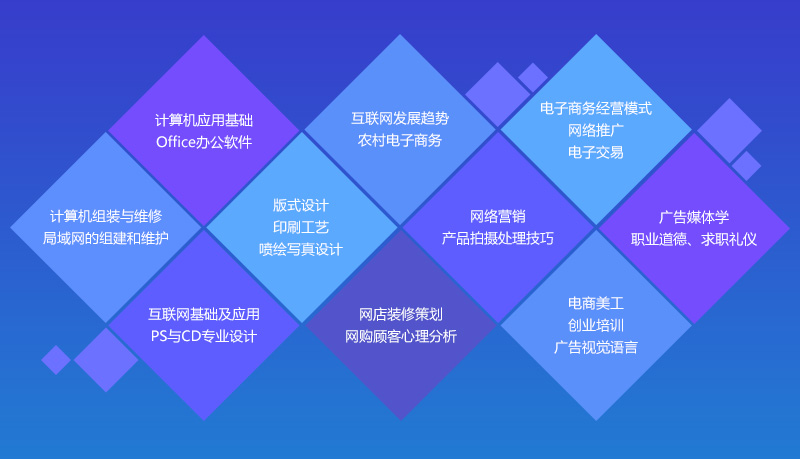 计算机应用基础
Office办公软件
互联网发展趋势
农村电子商务
电子商务经营模式
网络推广
电子交易
计算机组装与维修
局域网的组建和维护
版式设计
印刷工艺
喷绘写真设计
网络营销
产品拍摄处理技巧
广告媒体学
职业道德、求职礼仪
互联网基础及应用
PS与CD专业设计
网店装修策划
网购顾客心理分析
电商美工
创业培训
广告视觉语言